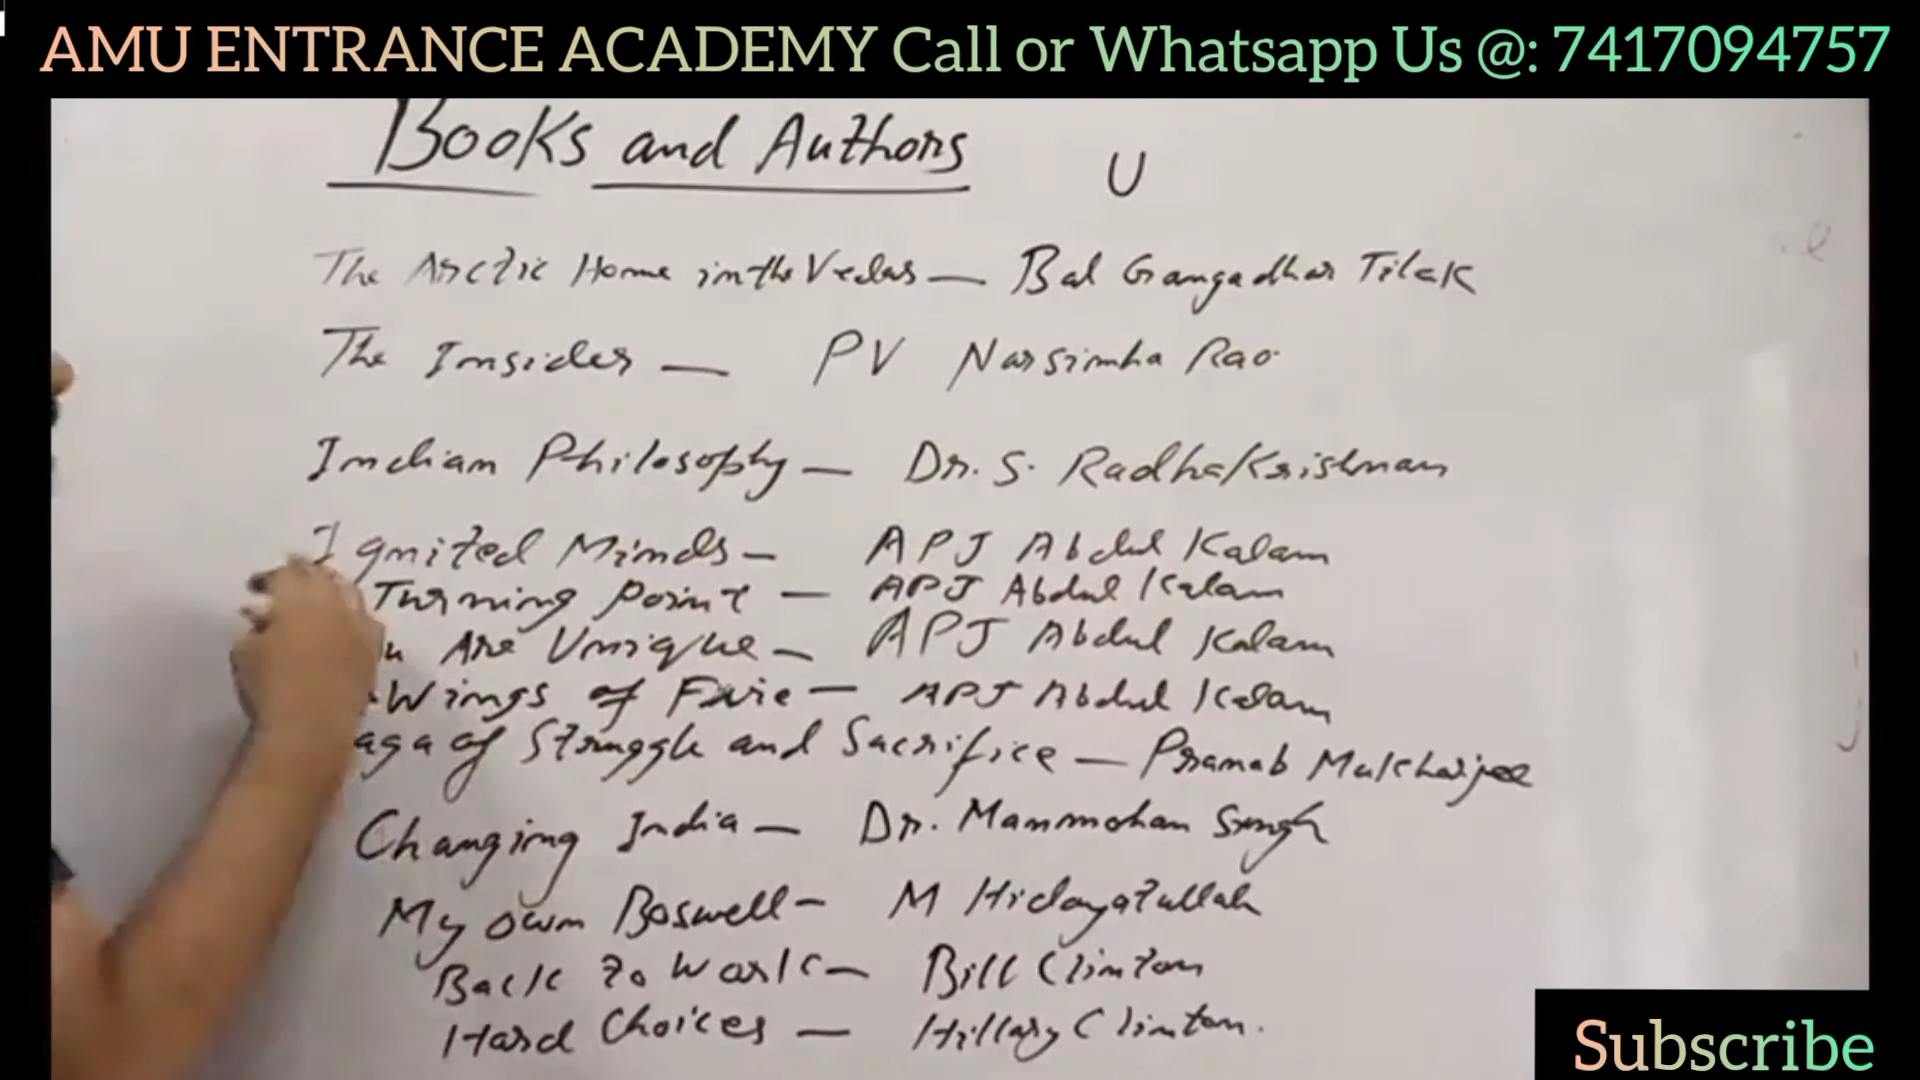 AMU ENTRANCE ACADEMY Call or Whatsapp Us @: 7417094757
Books and Authors U
The Arctic Home in the Vedas — Bal Gangadhar Tilak
The Insider — PV Narsimha Rao
Indian Philosophy — Dr. S. Radhakrishnan
Ignited Minds — APJ Abdul Kalam
Turning Point — APJ Abdul Kalam
Are Unique — APJ Abdul Kalam
Wings of Fire — APJ Abdul Kalam
aga of Struggle and Sacrifice — Pranab Mukharjee
Changing India — Dr. Manmohan Singh
My own Boswell — M Hidayatullah
Back to Work — Bill Clinton
Hard Choices — Hillary Clinton.
Subscribe